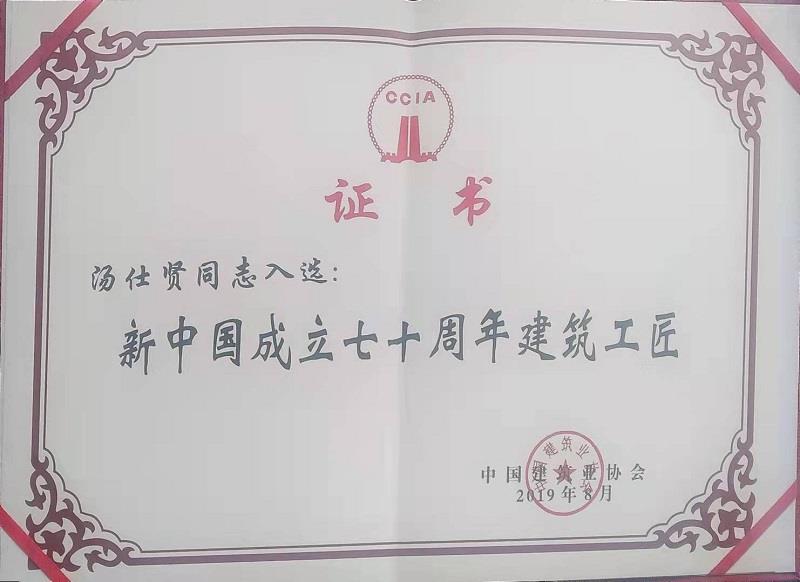 CCIA
证书
汤仕贤同志入选:
新中国成立七十周年建筑工匠
中国建筑业协会
2019年8月